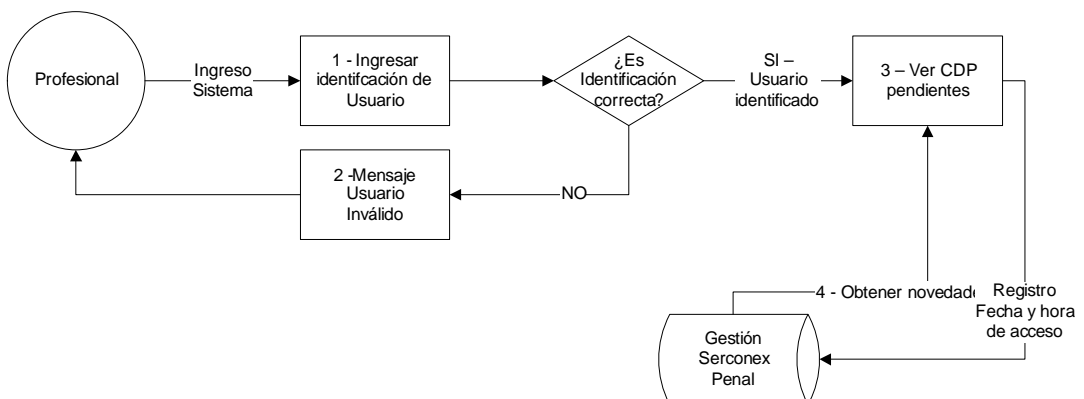 Profesional
Ingreso
Sistema
1 - Ingresar
identifcación de
Usuario
¿Es
Identificación
correcta?
SI –
Usuario
identificado
3 – Ver CDP
pendientes
2 -Mensaje
Usuario
Inválido
NO
4 - Obtener
Registro
Fecha y hora
de acceso
Gestión
Serconex
Penal